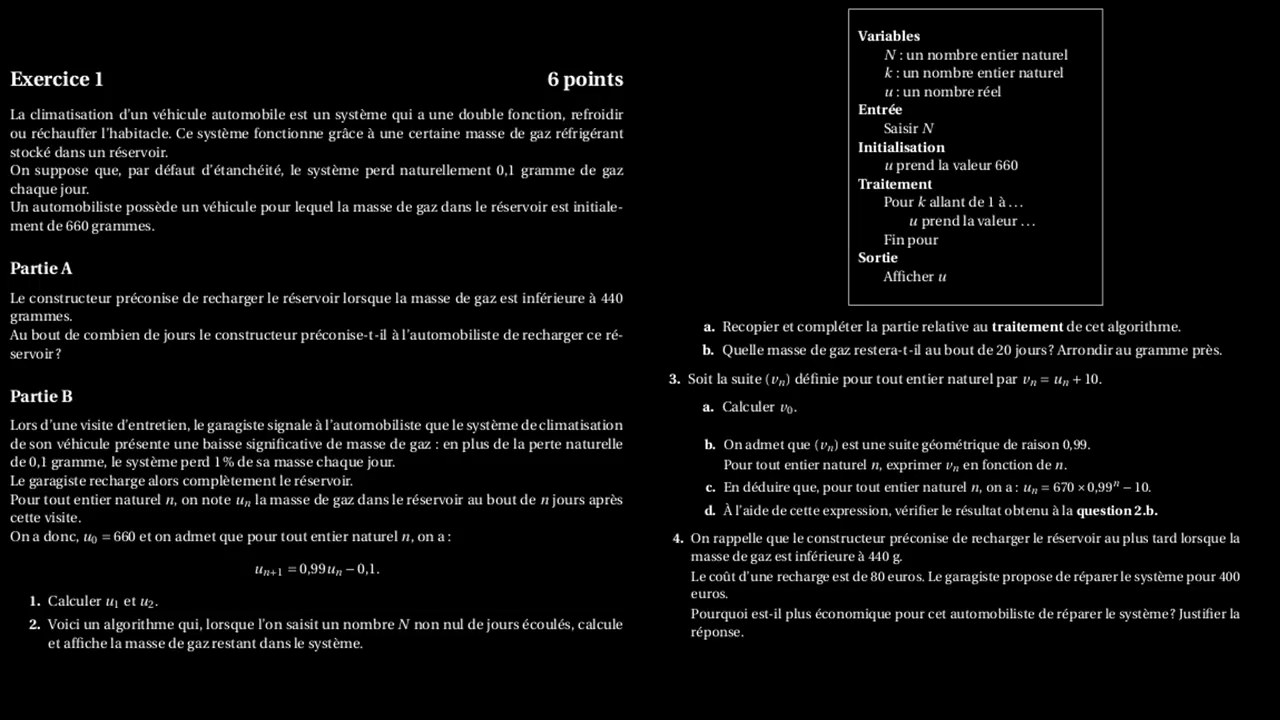 Exercice 1 6 points
La climatisation d'un véhicule automobile est un système qui a une double fonction, refroidir
ou réchauffer l'habitacle. Ce système fonctionne grâce à une certaine masse de gaz réfrigérant
stocké dans un réservoir.
On suppose que, par défaut d'étanchéité, le système perd naturellement 0,1 gramme de gaz
chaque jour.
Un automobiliste possède un véhicule pour lequel la masse de gaz dans le réservoir est initiale-
ment de 660 grammes.
Partie A
Le constructeur préconise de recharger le réservoir lorsque la masse de gaz est inférieure à 440
grammes.
Au bout de combien de jours le constructeur préconise-t-il à l'automobiliste de recharger ce ré-
servoir ?
Partie B
Lors d'une visite d'entretien, le garagiste signale à l'automobiliste que le système de climatisation
de son véhicule présente une baisse significative de masse de gaz : en plus de la perte naturelle
de 0,1 gramme, le système perd 1 % de sa masse chaque jour.
Le garagiste recharge alors complètement le réservoir.
Pour tout entier naturel n, on note uₙ la masse de gaz dans le réservoir au bout de n jours après
cette visite.
On a donc, u₀ = 660 et on admet que pour tout entier naturel n, on a :
uₙ₊₁ = 0,99uₙ − 0,1.
1. Calculer u₁ et u₂.
2. Voici un algorithme qui, lorsque l'on saisit un nombre N non nul de jours écoulés, calcule
et affiche la masse de gaz restant dans le système.
Variables
N : un nombre entier naturel
k : un nombre entier naturel
u : un nombre réel
Entrée
Saisir N
Initialisation
u prend la valeur 660
Traitement
Pour k allant de 1 à ...
u prend la valeur ...
Fin pour
Sortie
Afficher u
a. Recopier et compléter la partie relative au traitement de cet algorithme.
b. Quelle masse de gaz restera-t-il au bout de 20 jours ? Arrondir au gramme près.
3. Soit la suite (vₙ) définie pour tout entier naturel par vₙ = uₙ + 10.
a. Calculer v₀.
b. On admet que (vₙ) est une suite géométrique de raison 0,99.
Pour tout entier naturel n, exprimer vₙ en fonction de n.
c. En déduire que, pour tout entier naturel n, on a : uₙ = 670 × 0,99ⁿ − 10.
d. À l'aide de cette expression, vérifier le résultat obtenu à la question 2.b.
4. On rappelle que le constructeur préconise de recharger le réservoir au plus tard lorsque la
masse de gaz est inférieure à 440 g.
Le coût d'une recharge est de 80 euros. Le garagiste propose de réparer le système pour 400
euros.
Pourquoi est-il plus économique pour cet automobiliste de réparer le système ? Justifier la
réponse.